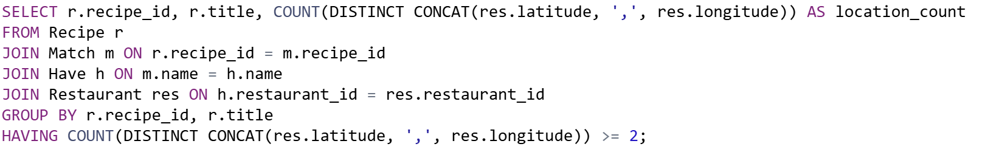 SELECT r.recipe_id, r.title, COUNT(DISTINCT CONCAT(res.latitude, ',', res.longitude)) AS location_count
FROM Recipe r
JOIN Match m ON r.recipe_id = m.recipe_id
JOIN Have h ON m.name = h.name
JOIN Restaurant res ON h.restaurant_id = res.restaurant_id
GROUP BY r.recipe_id, r.title
HAVING COUNT(DISTINCT CONCAT(res.latitude, ',', res.longitude)) >= 2;